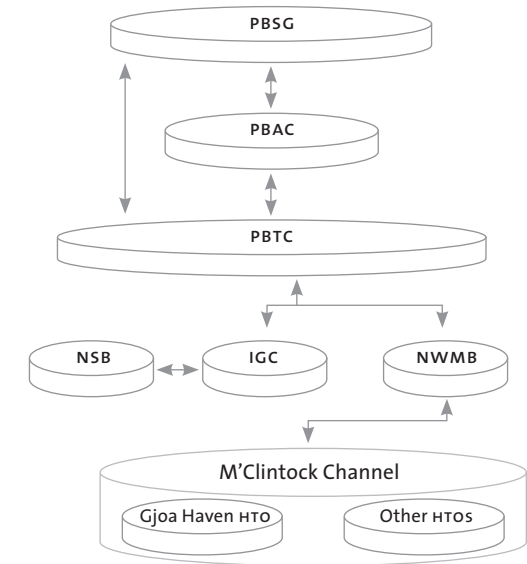 PBSG
PBAC
PBTC
NSB
IGC
NWMB
M'Clintock Channel
Gjoa Haven HTO
Other HTOs